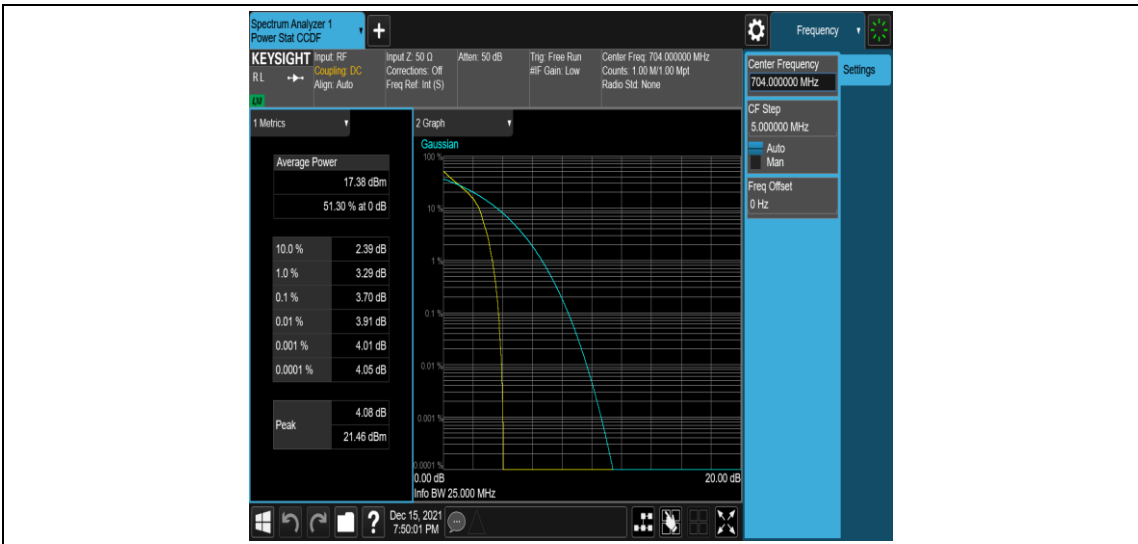 Spectrum Analyzer 1
Power Stat CCDF
+
Frequency
KEYSIGHT
RL
LXI
Input: RF
Coupling: DC
Align: Auto
Input Z: 50 Ω
Corrections: Off
Freq Ref: Int (S)
Atten: 50 dB
Trig: Free Run
#IF Gain: Low
Center Freq: 704.000000 MHz
Counts: 1.00 M/1.00 Mpt
Radio Std: None
Center Frequency
704.000000 MHz
Settings
CF Step
5.000000 MHz
Auto
Man
Freq Offset
0 Hz
1 Metrics
Average Power
17.38 dBm
51.30 % at 0 dB
10.0 % 2.39 dB
1.0 % 3.29 dB
0.1 % 3.70 dB
0.01 % 3.91 dB
0.001 % 4.01 dB
0.0001 % 4.05 dB
Peak
4.08 dB
21.46 dBm
2 Graph
Gaussian
100 %
10 %
1 %
0.1 %
0.01 %
0.001 %
0.0001 %
0.00 dB 20.00 dB
Info BW 25.000 MHz
?
Dec 15, 2021
7:50:01 PM